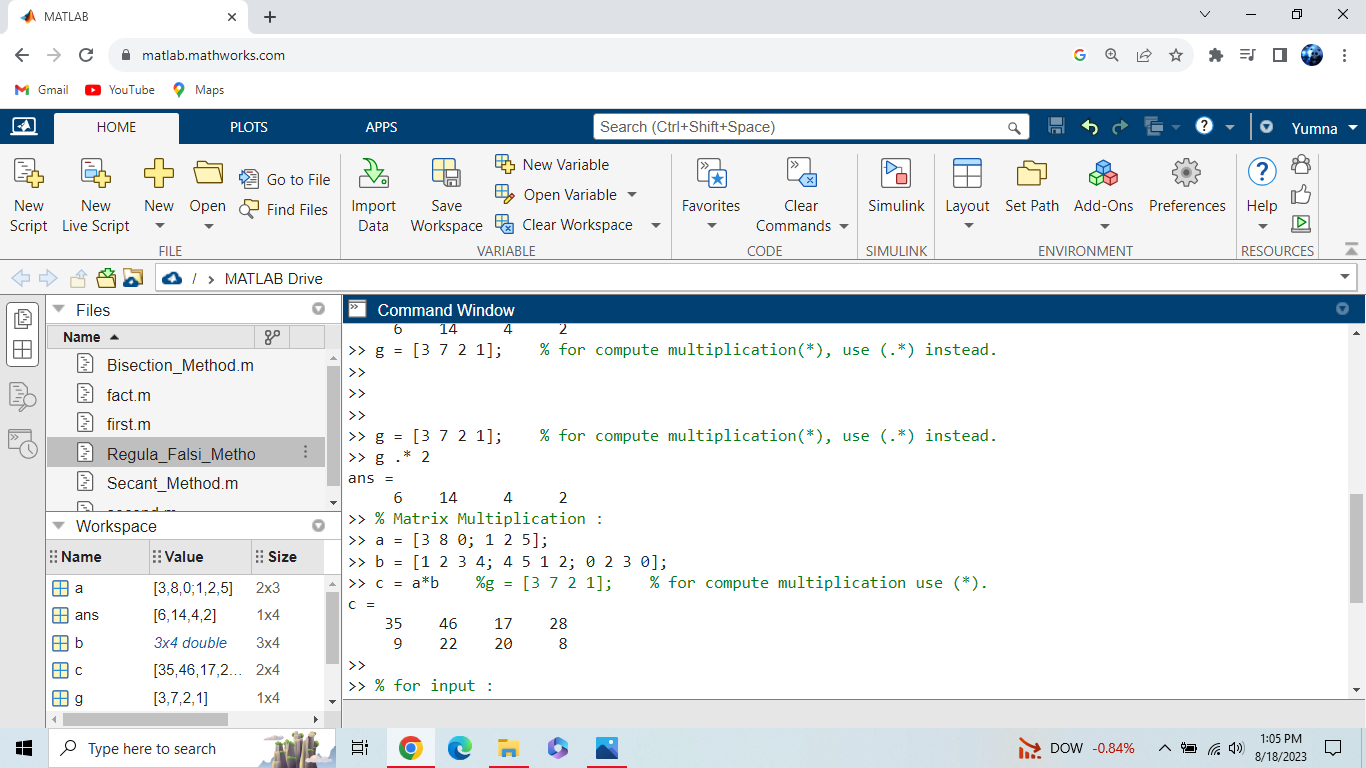 MATLAB
matlab.mathworks.com
Gmail YouTube Maps
HOME PLOTS APPS Search (Ctrl+Shift+Space) Yumna
New Script New Live Script New Open Go to File Find Files
FILE
Import Data Save Workspace New Variable Open Variable Clear Workspace
VARIABLE
Favorites Clear Commands
CODE
Simulink
SIMULINK
Layout Set Path Add-Ons Preferences
ENVIRONMENT
Help
RESOURCES
/ › MATLAB Drive
Files
Name
Bisection_Method.m
fact.m
first.m
Regula_Falsi_Metho
Secant_Method.m
second.m
Workspace
Name Value Size
a [3,8,0;1,2,5] 2x3
ans [6,14,4,2] 1x4
b 3x4 double 3x4
c [35,46,17,2... 2x4
g [3,7,2,1] 1x4
Command Window
6 14 4 2
>> g = [3 7 2 1]; % for compute multiplication(*), use (.*) instead.
>>
>>
>>
>> g = [3 7 2 1]; % for compute multiplication(*), use (.*) instead.
>> g .* 2
ans =
6 14 4 2
>> % Matrix Multiplication :
>> a = [3 8 0; 1 2 5];
>> b = [1 2 3 4; 4 5 1 2; 0 2 3 0];
>> c = a*b %g = [3 7 2 1]; % for compute multiplication use (*).
c =
35 46 17 28
9 22 20 8
>>
>> % for input :
Type here to search
DOW -0.84%
1:05 PM
8/18/2023